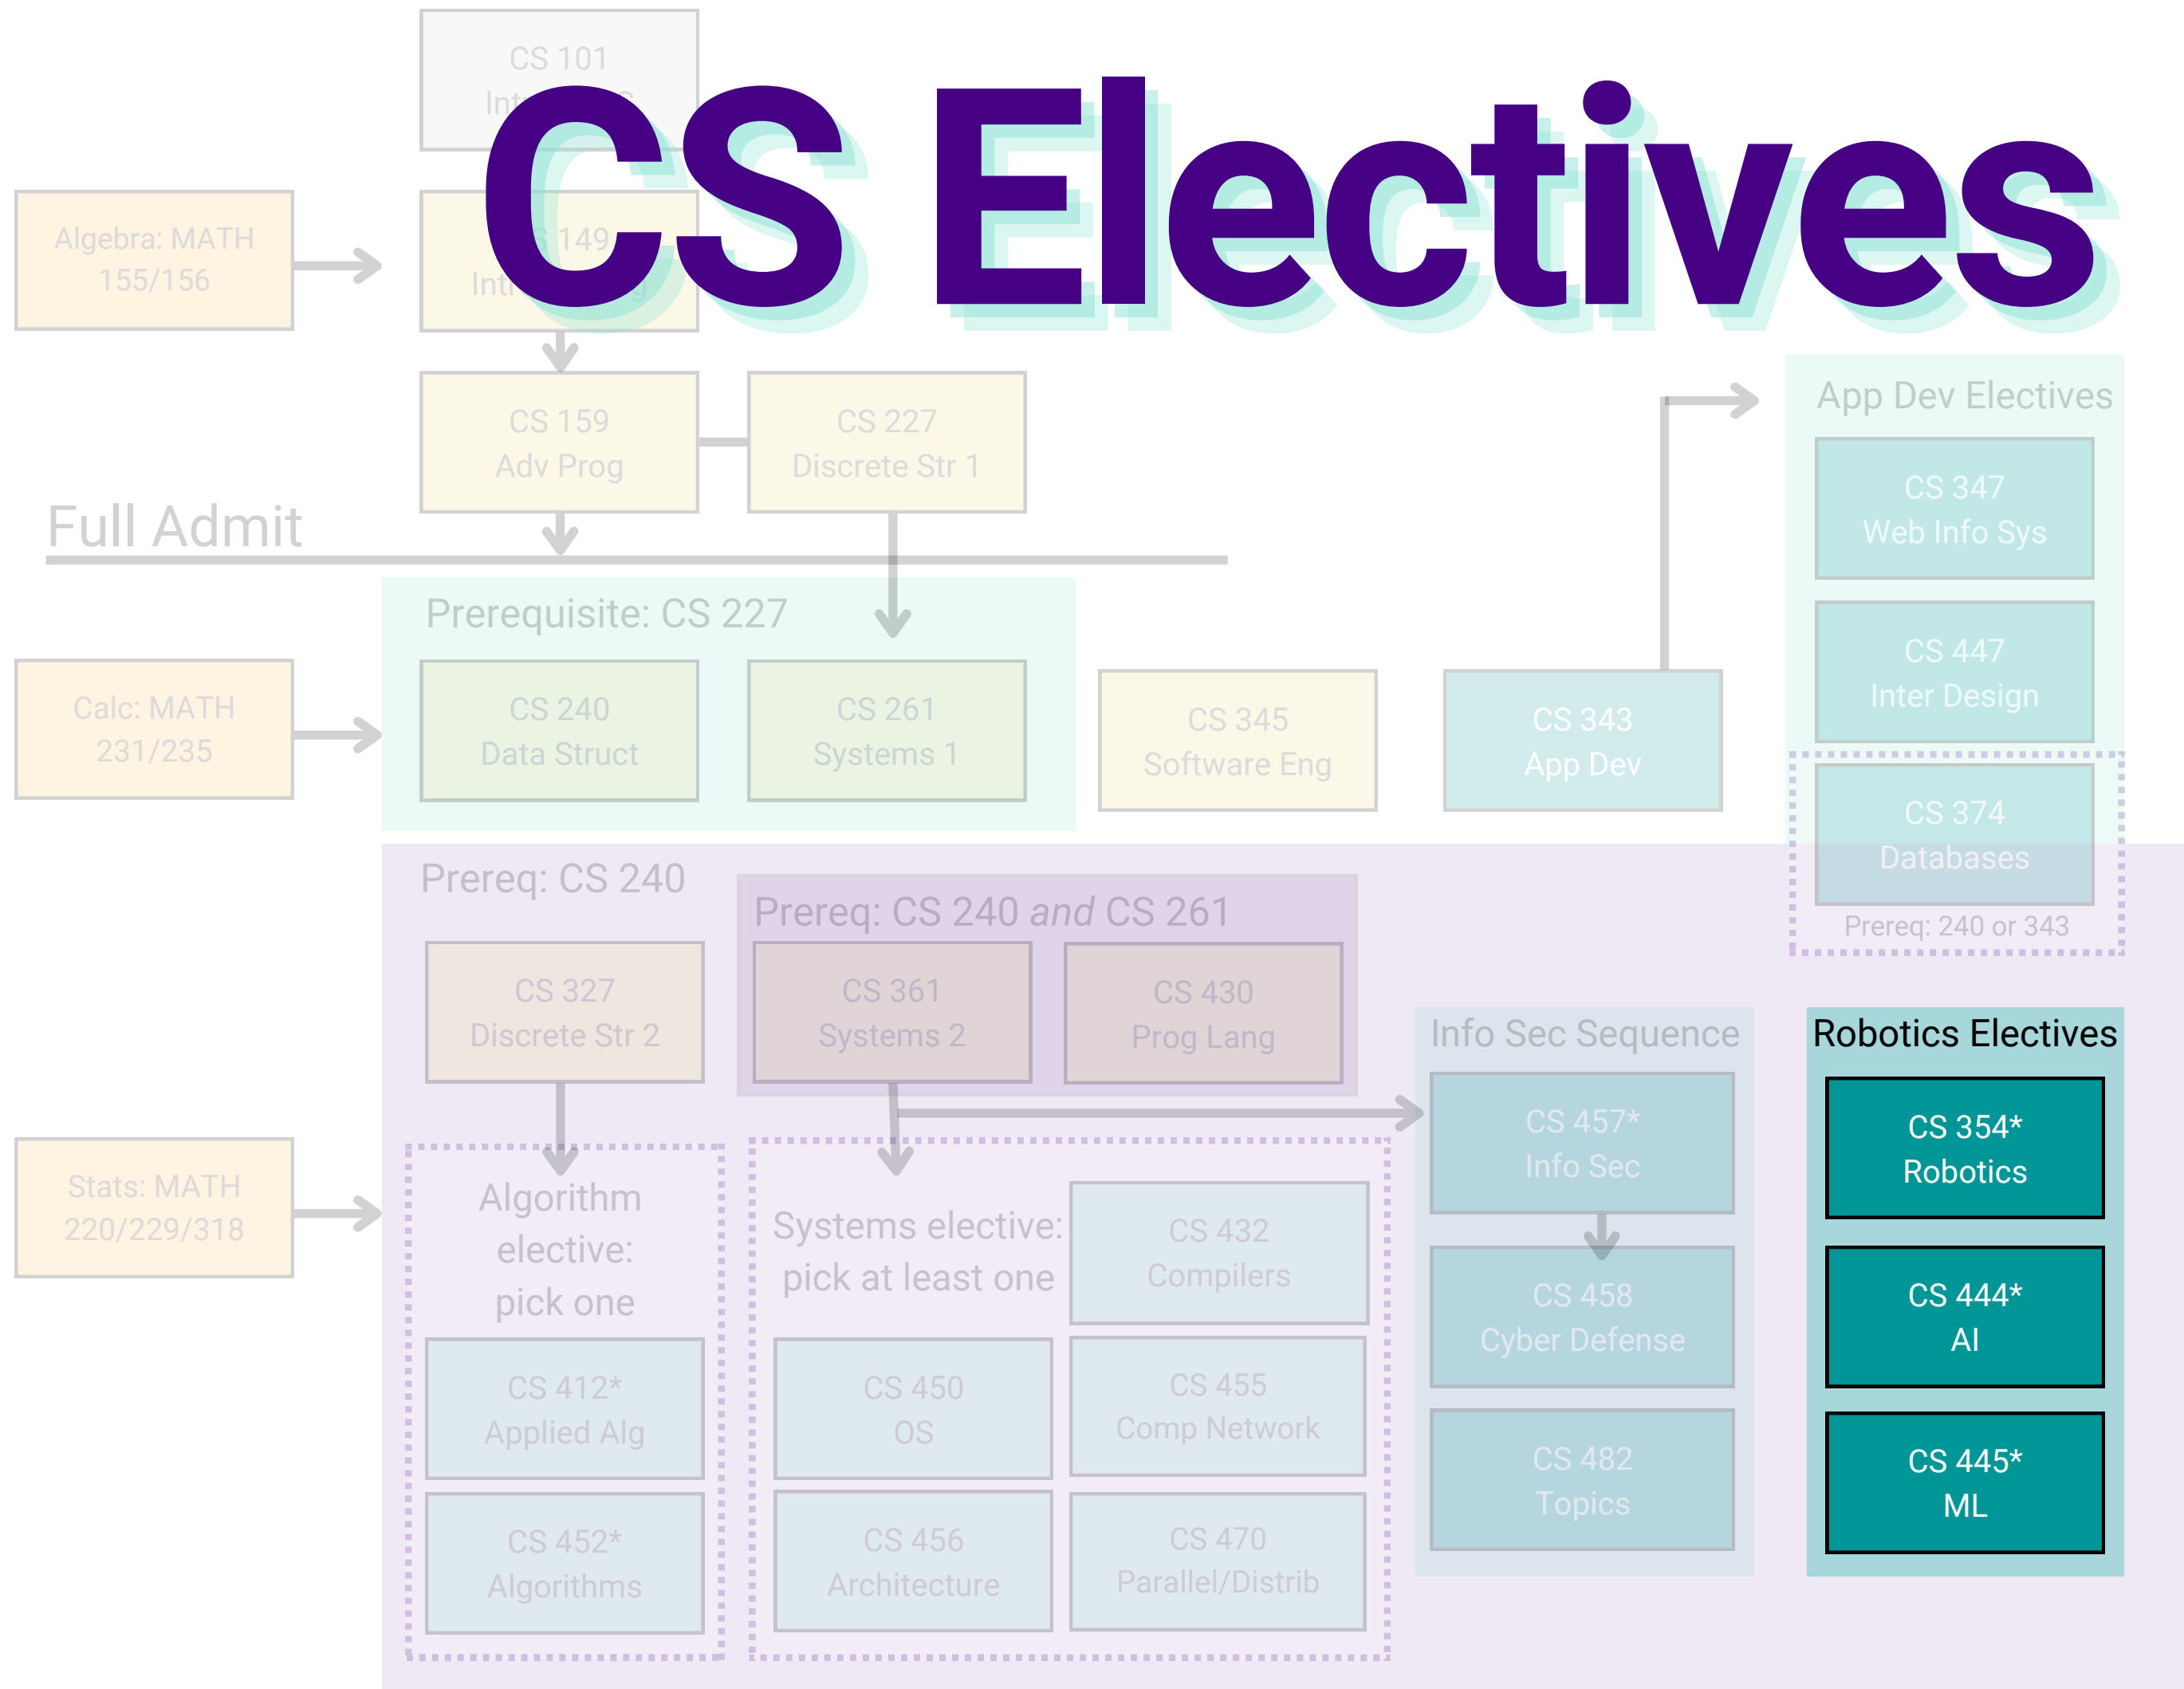 CS Electives
CS 101
Algebra: MATH
155/156
149
CS 159
Adv Prog
CS 227
Discrete Str 1
Full Admit
Prerequisite: CS 227
Calc: MATH
231/235
CS 240
Data Struct
CS 261
Systems 1
CS 345
Software Eng
CS 343
App Dev
App Dev Electives
CS 347
Web Info Sys
CS 447
Inter Design
CS 374
Databases
Prereq: 240 or 343
Prereq: CS 240
Prereq: CS 240 and CS 261
CS 327
Discrete Str 2
CS 361
Systems 2
CS 430
Prog Lang
Stats: MATH
220/229/318
Algorithm
elective:
pick one
CS 412*
Applied Alg
CS 452*
Algorithms
Systems elective:
pick at least one
CS 432
Compilers
CS 450
OS
CS 455
Comp Network
CS 456
Architecture
CS 470
Parallel/Distrib
Info Sec Sequence
CS 457*
Info Sec
CS 458
Cyber Defense
CS 482
Topics
Robotics Electives
CS 354*
Robotics
CS 444*
AI
CS 445*
ML